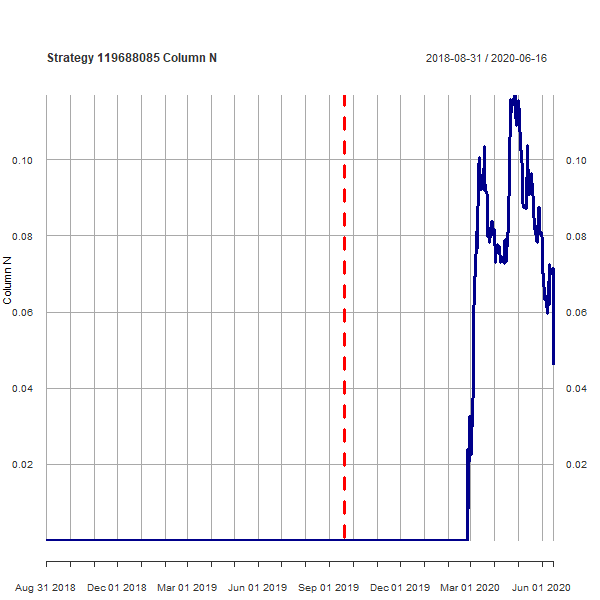 Strategy 119688085 Column N
2018-08-31 / 2020-06-16
0.10
0.10
0.08
0.08
Column N
0.06
0.06
0.04
0.04
0.02
0.02
Aug 31 2018
Dec 01 2018
Mar 01 2019
Jun 01 2019
Sep 01 2019
Dec 01 2019
Mar 01 2020
Jun 01 2020